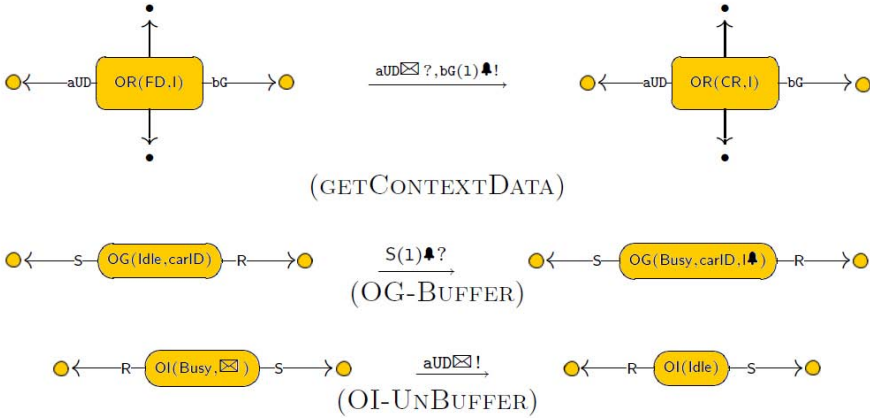 aUD OR(FD,I) bG aUD✉?,bG(1)🔔! aUD OR(CR,I) bG
(GETCONTEXTDATA)
S OG(Idle,carID) R S(1)🔔? S OG(Busy,carID,I🔔) R
(OG-BUFFER)
R OI(Busy,✉) S aUD✉! R OI(Idle) S
(OI-UNBUFFER)